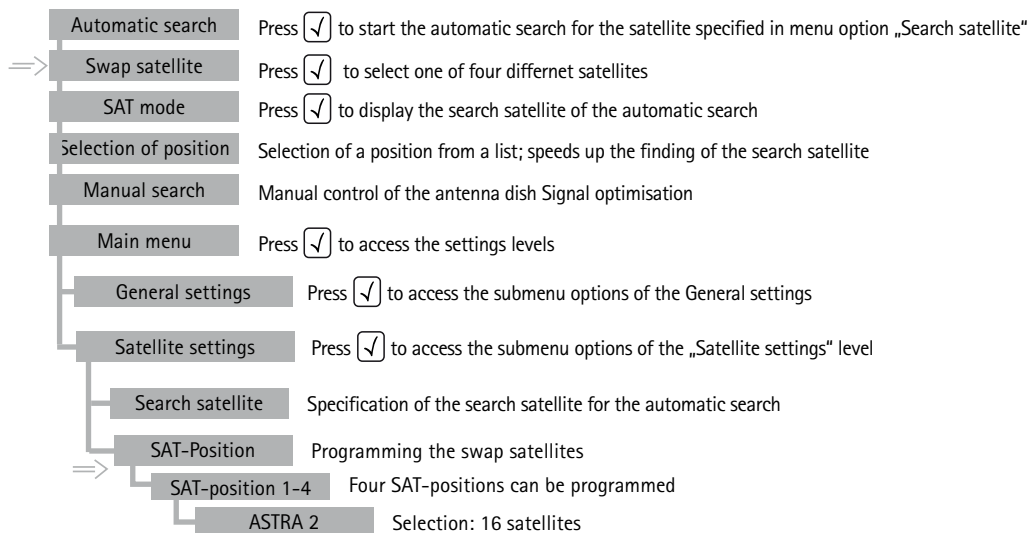 Automatic search Press √ to start the automatic search for the satellite specified in menu option „Search satellite"
Swap satellite Press √ to select one of four differnet satellites
SAT mode Press √ to display the search satellite of the automatic search
Selection of position Selection of a position from a list; speeds up the finding of the search satellite
Manual search Manual control of the antenna dish Signal optimisation
Main menu Press √ to access the settings levels
General settings Press √ to access the submenu options of the General settings
Satellite settings Press √ to access the submenu options of the „Satellite settings" level
Search satellite Specification of the search satellite for the automatic search
SAT-Position Programming the swap satellites
SAT-position 1-4 Four SAT-positions can be programmed
ASTRA 2 Selection: 16 satellites